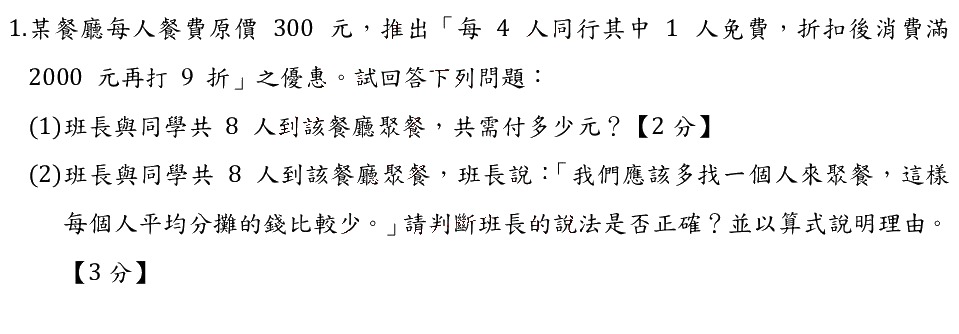 1.某餐廳每人餐費原價 300 元，推出「每 4 人同行其中 1 人免費，折扣後消費滿
2000 元再打 9 折」之優惠。試回答下列問題：
(1)班長與同學共 8 人到該餐廳聚餐，共需付多少元？【2 分】
(2)班長與同學共 8 人到該餐廳聚餐，班長說：「我們應該多找一個人來聚餐，這樣
每個人平均分攤的錢比較少。」請判斷班長的說法是否正確？並以算式說明理由。
【3 分】